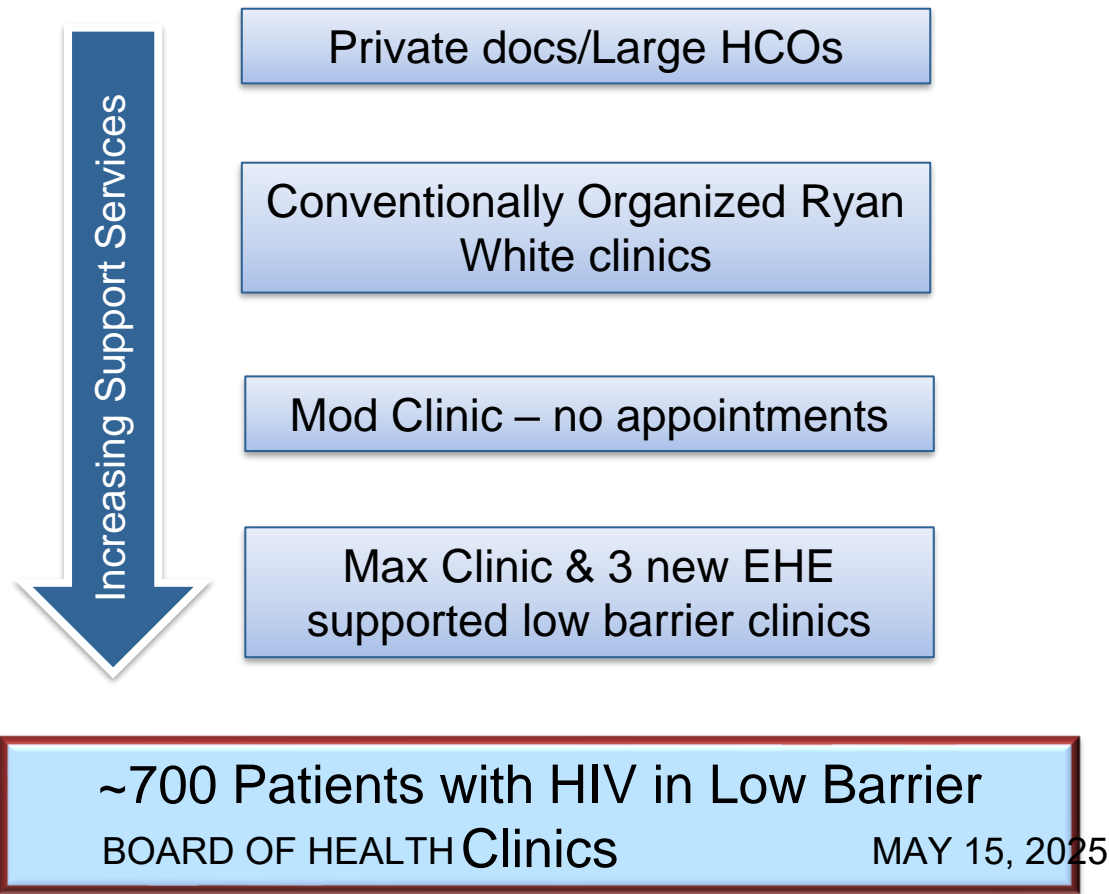 Increasing Support Services
Private docs/Large HCOs
Conventionally Organized Ryan
White clinics
Mod Clinic – no appointments
Max Clinic & 3 new EHE
supported low barrier clinics
~700 Patients with HIV in Low Barrier
Clinics
BOARD OF HEALTH
MAY 15, 2025